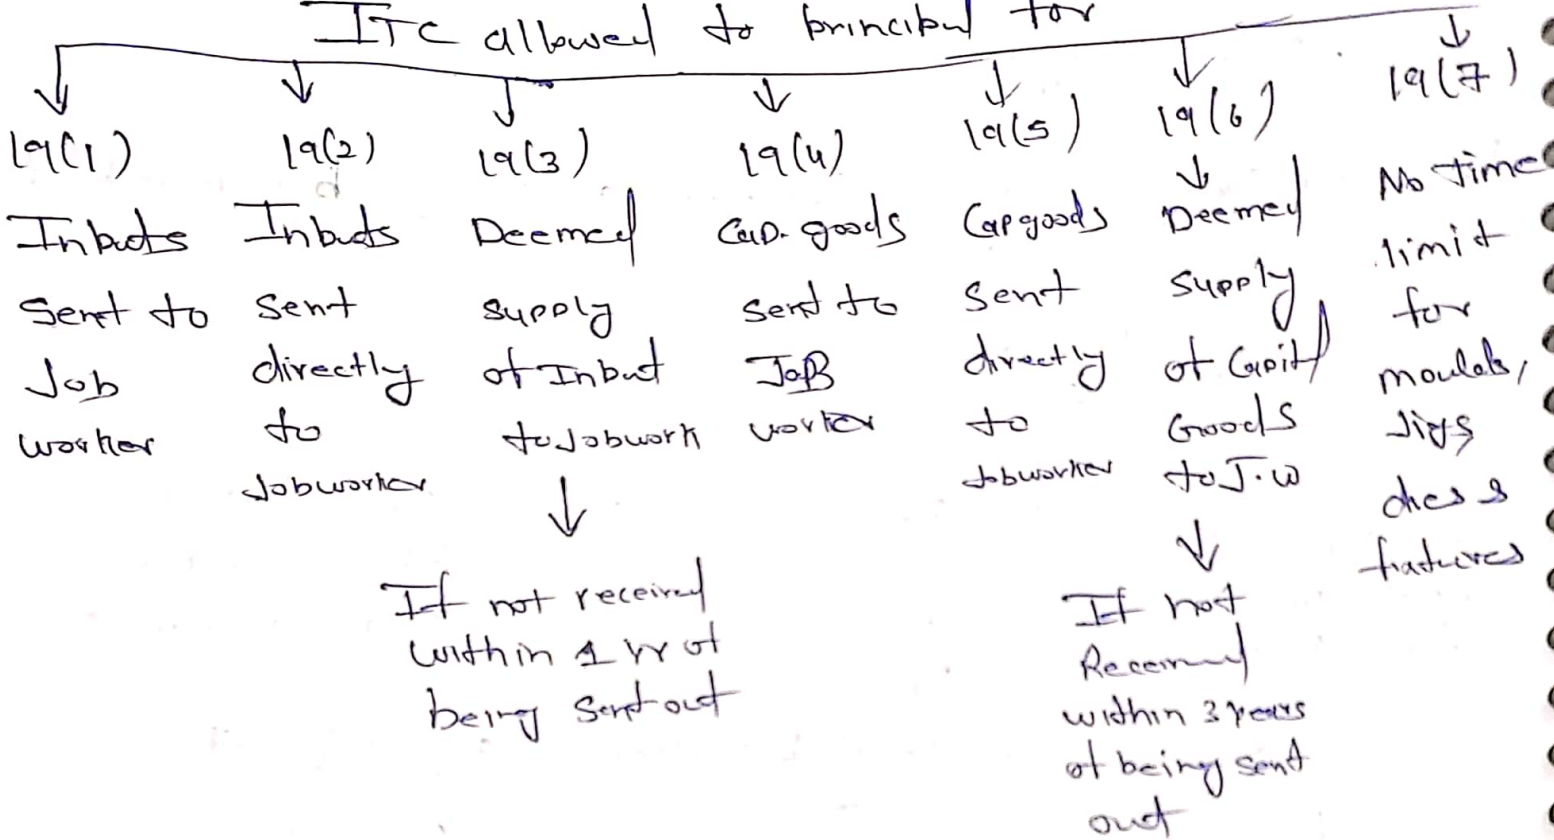 ITC allowed to principal for
19(1)
Inputs
Sent to
Job
worker
19(2)
Inputs
sent
directly
to
Jobworker
19(3)
Deemed
supply
of Input
to Jobwork
If not received
within 1 yr of
being sent out
19(4)
Cap. goods
sent to
Job
worker
19(5)
Cap goods
sent
directly
to
Jobworker
19(6)
Deemed
supply
of Capital
Goods
to J.W
If not
Received
within 3 years
of being sent
out
19(7)
No time
limit
for
moulds,
Jigs
dies &
fixtures